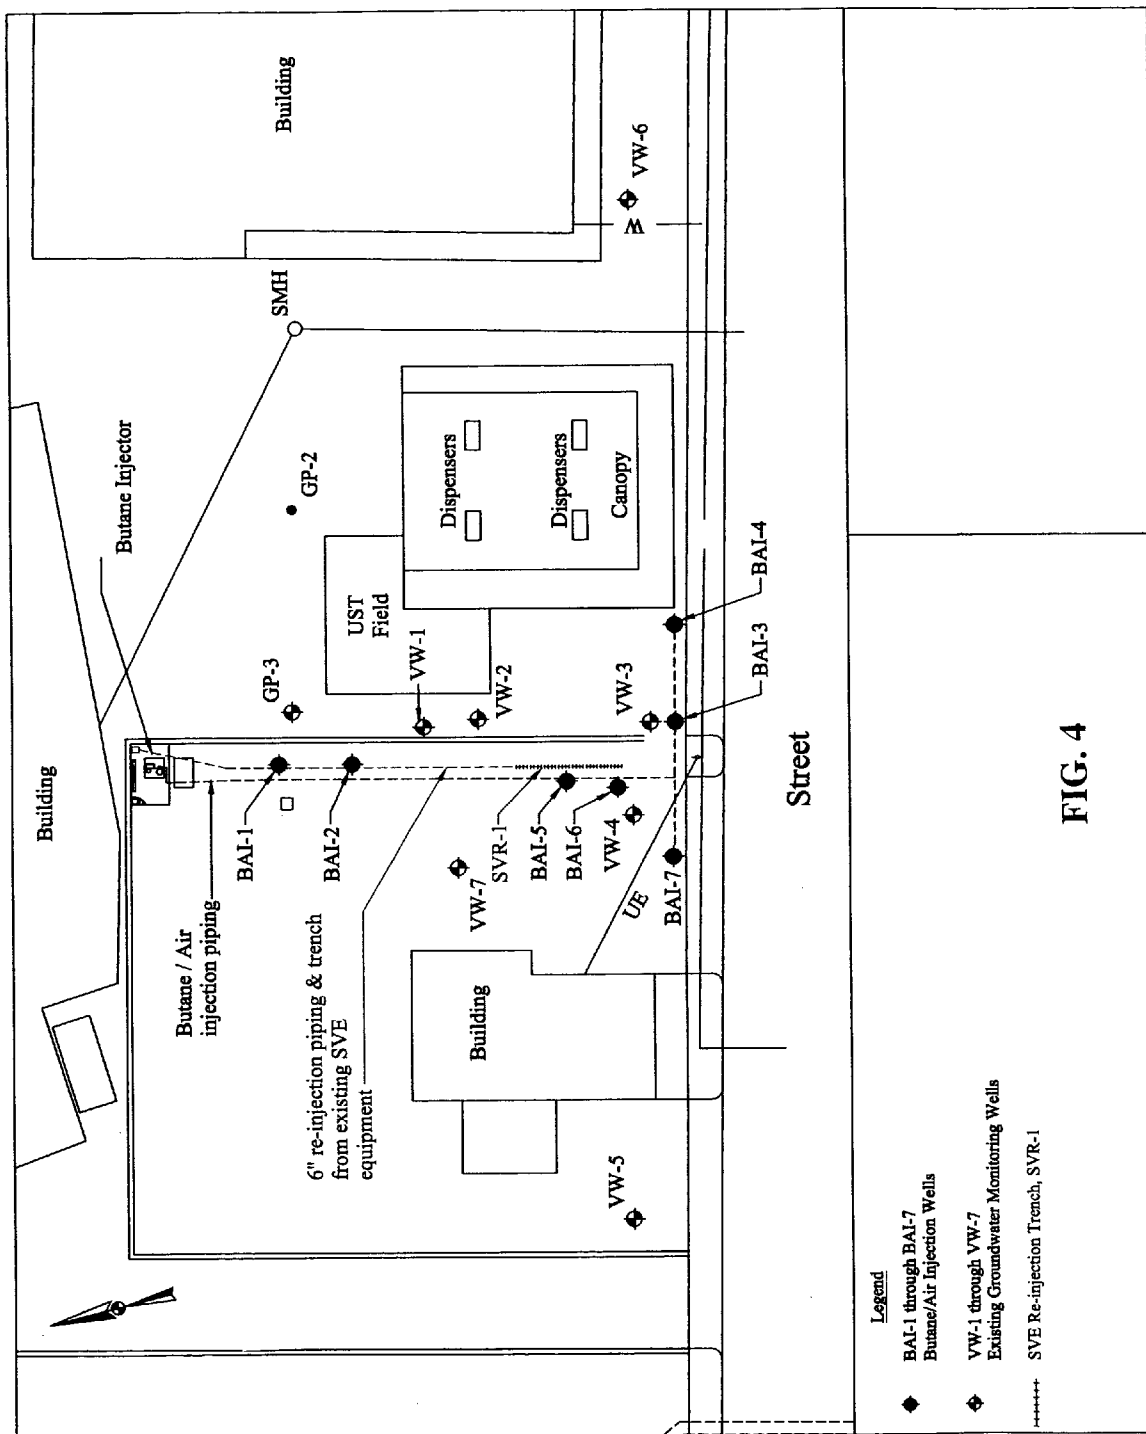 Building
Butane / Air
injection piping
BAI-1
BAI-2
GP-3
Butane Injector
GP-2
SMH
Building
6" re-injection piping & trench
from existing SVE
equipment
VW-5
Building
VW-7
SVR-1
BAI-5
BAI-6
VW-4
UE
BAI-7
VW-1
VW-2
VW-3
UST
Field
Dispensers
Dispensers
Canopy
BAI-3
BAI-4
W
VW-6
Street
Legend
BAI-1 through BAI-7
Butane/Air Injection Wells
VW-1 through VW-7
Existing Groundwater Monitoring Wells
SVE Re-injection Trench, SVR-1
FIG. 4